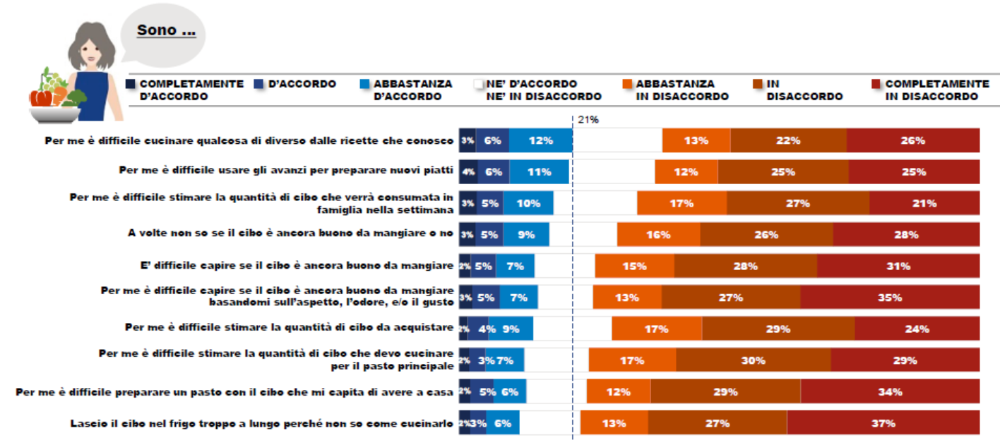 Sono ...
COMPLETAMENTE D'ACCORDO
D'ACCORDO
ABBASTANZA D'ACCORDO
NE' D'ACCORDO NE' IN DISACCORDO
ABBASTANZA IN DISACCORDO
IN DISACCORDO
COMPLETAMENTE IN DISACCORDO
21%
Per me è difficile cucinare qualcosa di diverso dalle ricette che conosco 3% 6% 12% 13% 22% 26%
Per me è difficile usare gli avanzi per preparare nuovi piatti 4% 6% 11% 12% 25% 25%
Per me è difficile stimare la quantità di cibo che verrà consumata in
famiglia nella settimana 3% 5% 10% 17% 27% 21%
A volte non so se il cibo è ancora buono da mangiare o no 3% 5% 9% 16% 26% 28%
E' difficile capire se il cibo è ancora buono da mangiare 2% 5% 7% 15% 28% 31%
Per me è difficile capire se il cibo è ancora buono da mangiare
basandomi sull'aspetto, l'odore, e/o il gusto 3% 5% 7% 13% 27% 35%
Per me è difficile stimare la quantità di cibo da acquistare 2% 4% 9% 17% 29% 24%
Per me è difficile stimare la quantità di cibo che devo cucinare
per il pasto principale 2% 3% 7% 17% 30% 29%
Per me è difficile preparare un pasto con il cibo che mi capita di avere a casa 2% 5% 6% 12% 29% 34%
Lascio il cibo nel frigo troppo a lungo perché non so come cucinarlo 2% 3% 6% 13% 27% 37%